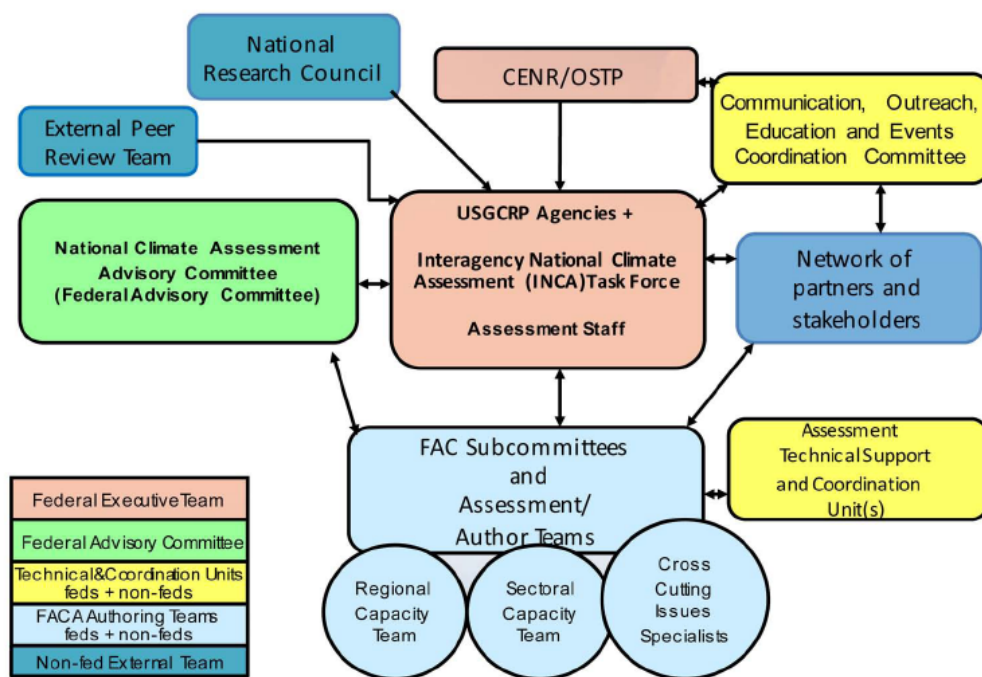 National
Research Council
CENR/OSTP
Communication, Outreach,
Education and Events
Coordination Committee
External Peer
Review Team
National Climate Assessment
Advisory Committee
(Federal Advisory Committee)
USGCRP Agencies +
Interagency National Climate
Assessment (INCA)Task Force
Assessment Staff
Network of
partners and
stakeholders
FAC Subcommittees
and
Assessment/
Author Teams
Assessment
Technical Support
and Coordination
Unit(s)
Regional
Capacity
Team
Sectoral
Capacity
Team
Cross
Cutting
Issues
Specialists
Federal Executive Team
Federal Advisory Committee
Technical&Coordination Units
feds + non-feds
FACA Authoring Teams
feds + non-feds
Non-fed External Team